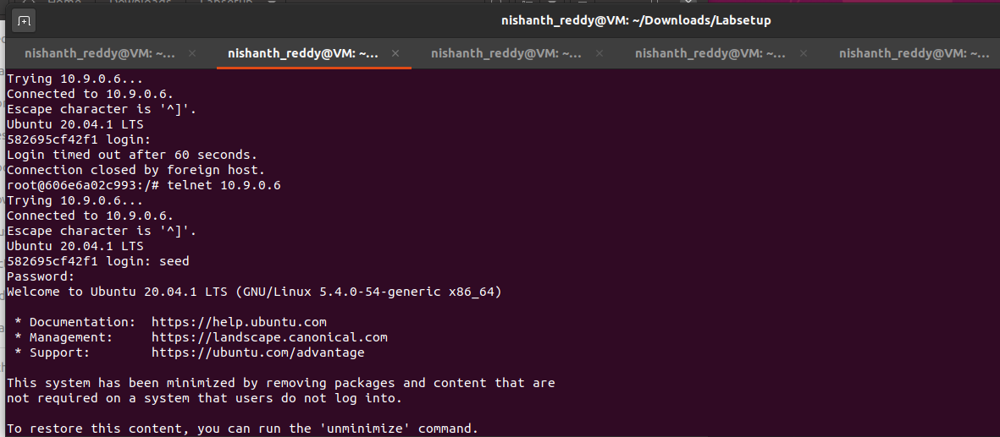 Home Downloads Labsetup
nishanth_reddy@VM: ~/Downloads/Labsetup
nishanth_reddy@VM: ~... × nishanth_reddy@VM: ~... × nishanth_reddy@VM: ~... × nishanth_reddy@VM: ~... × nishanth_reddy@VM: ~...
Trying 10.9.0.6...
Connected to 10.9.0.6.
Escape character is '^]'.
Ubuntu 20.04.1 LTS
582695cf42f1 login:
Login timed out after 60 seconds.
Connection closed by foreign host.
root@606e6a02c993:/# telnet 10.9.0.6
Trying 10.9.0.6...
Connected to 10.9.0.6.
Escape character is '^]'.
Ubuntu 20.04.1 LTS
582695cf42f1 login: seed
Password:
Welcome to Ubuntu 20.04.1 LTS (GNU/Linux 5.4.0-54-generic x86_64)
* Documentation:  https://help.ubuntu.com
* Management:     https://landscape.canonical.com
* Support:        https://ubuntu.com/advantage
This system has been minimized by removing packages and content that are
not required on a system that users do not log into.
To restore this content, you can run the 'unminimize' command.